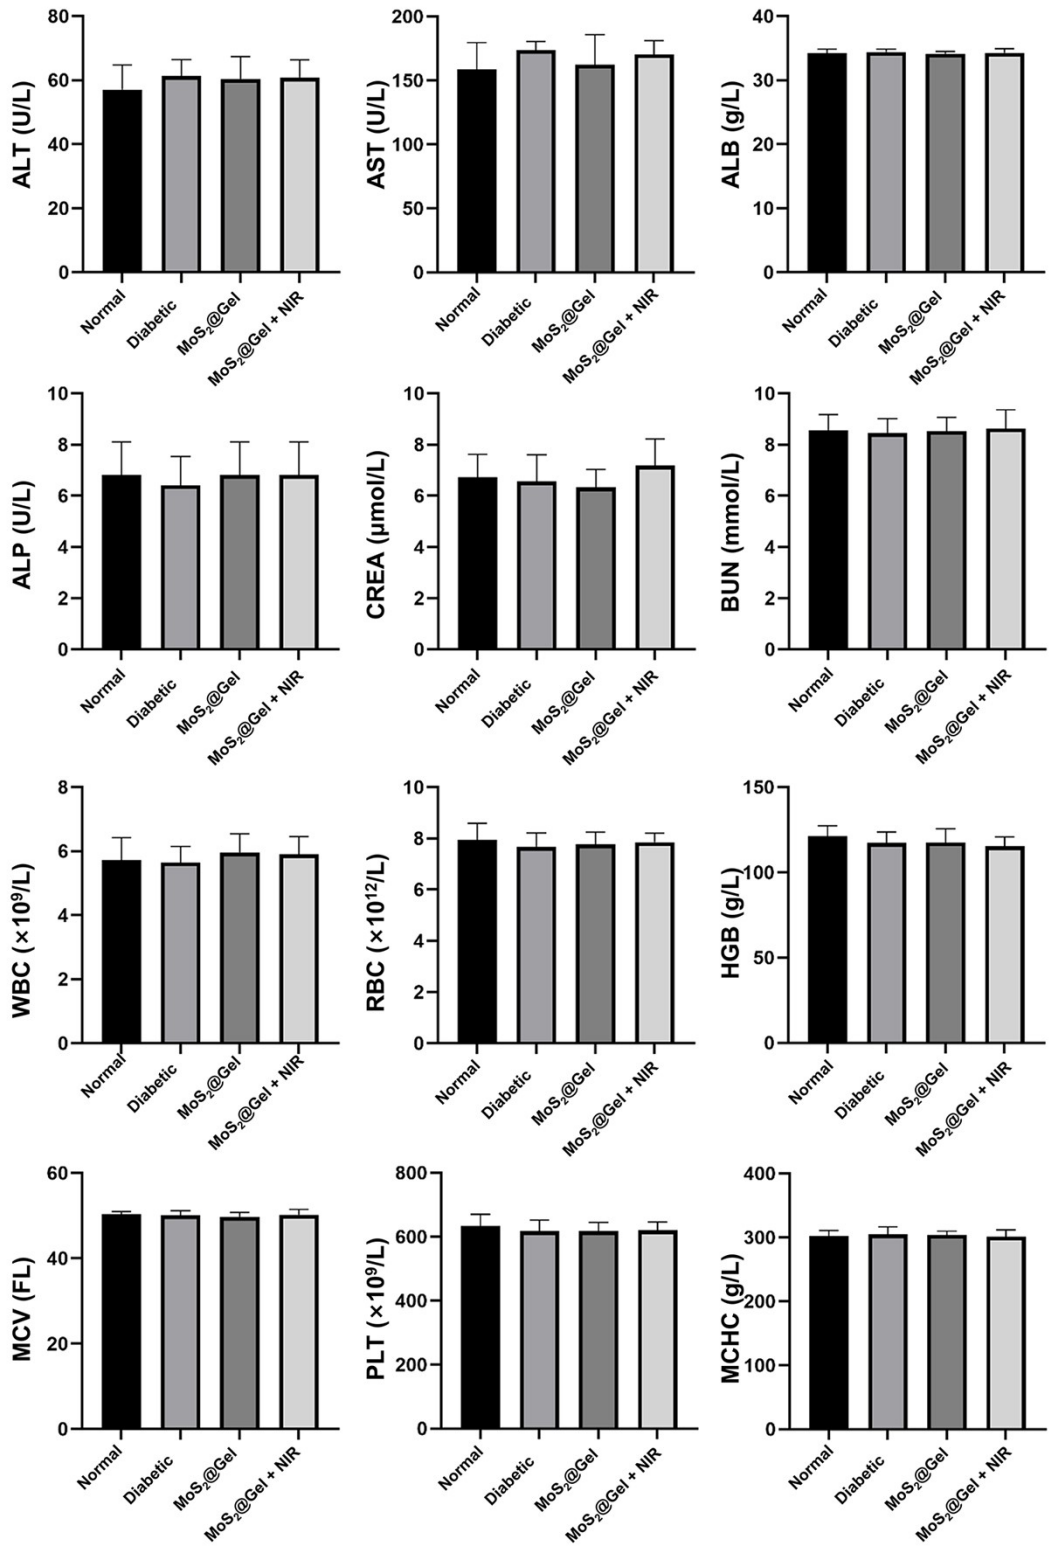 ALT (U/L)
80
60
40
20
0
Normal
Diabetic
MoS₂@Gel
MoS₂@Gel + NIR
AST (U/L)
200
150
100
50
0
Normal
Diabetic
MoS₂@Gel
MoS₂@Gel + NIR
ALB (g/L)
40
30
20
10
0
Normal
Diabetic
MoS₂@Gel
MoS₂@Gel + NIR
ALP (U/L)
10
8
6
4
2
0
Normal
Diabetic
MoS₂@Gel
MoS₂@Gel + NIR
CREA (μmol/L)
10
8
6
4
2
0
Normal
Diabetic
MoS₂@Gel
MoS₂@Gel + NIR
BUN (mmol/L)
10
8
6
4
2
0
Normal
Diabetic
MoS₂@Gel
MoS₂@Gel + NIR
WBC (×10⁹/L)
8
6
4
2
0
Normal
Diabetic
MoS₂@Gel
MoS₂@Gel + NIR
RBC (×10¹²/L)
10
8
6
4
2
0
Normal
Diabetic
MoS₂@Gel
MoS₂@Gel + NIR
HGB (g/L)
150
100
50
0
Normal
Diabetic
MoS₂@Gel
MoS₂@Gel + NIR
MCV (FL)
60
40
20
0
Normal
Diabetic
MoS₂@Gel
MoS₂@Gel + NIR
PLT (×10⁹/L)
800
600
400
200
0
Normal
Diabetic
MoS₂@Gel
MoS₂@Gel + NIR
MCHC (g/L)
400
300
200
100
0
Normal
Diabetic
MoS₂@Gel
MoS₂@Gel + NIR